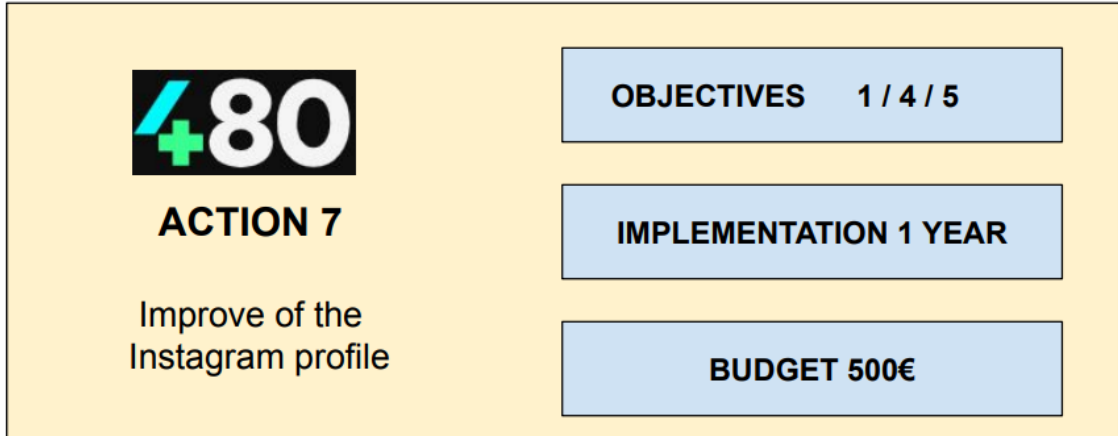 480
ACTION 7
Improve of the
Instagram profile
OBJECTIVES 1 / 4 / 5
IMPLEMENTATION 1 YEAR
BUDGET 500€